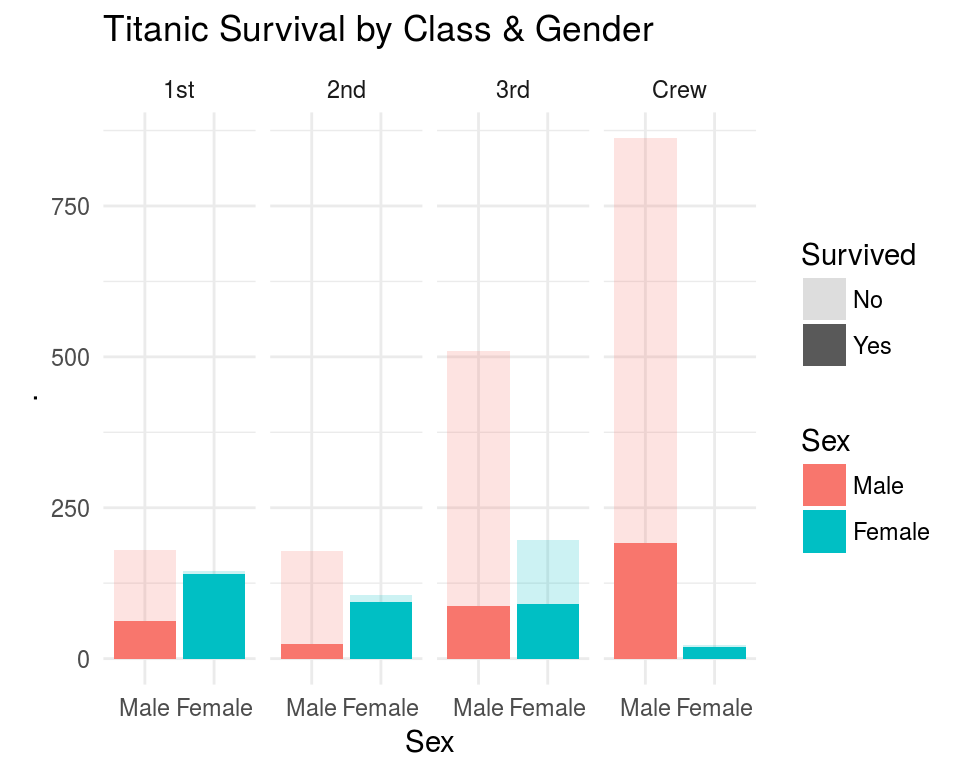 Titanic Survival by Class & Gender
1st 2nd 3rd Crew
750
500
250
0
.
Male Female Male Female Male Female Male Female
Sex
Survived
No
Yes
Sex
Male
Female